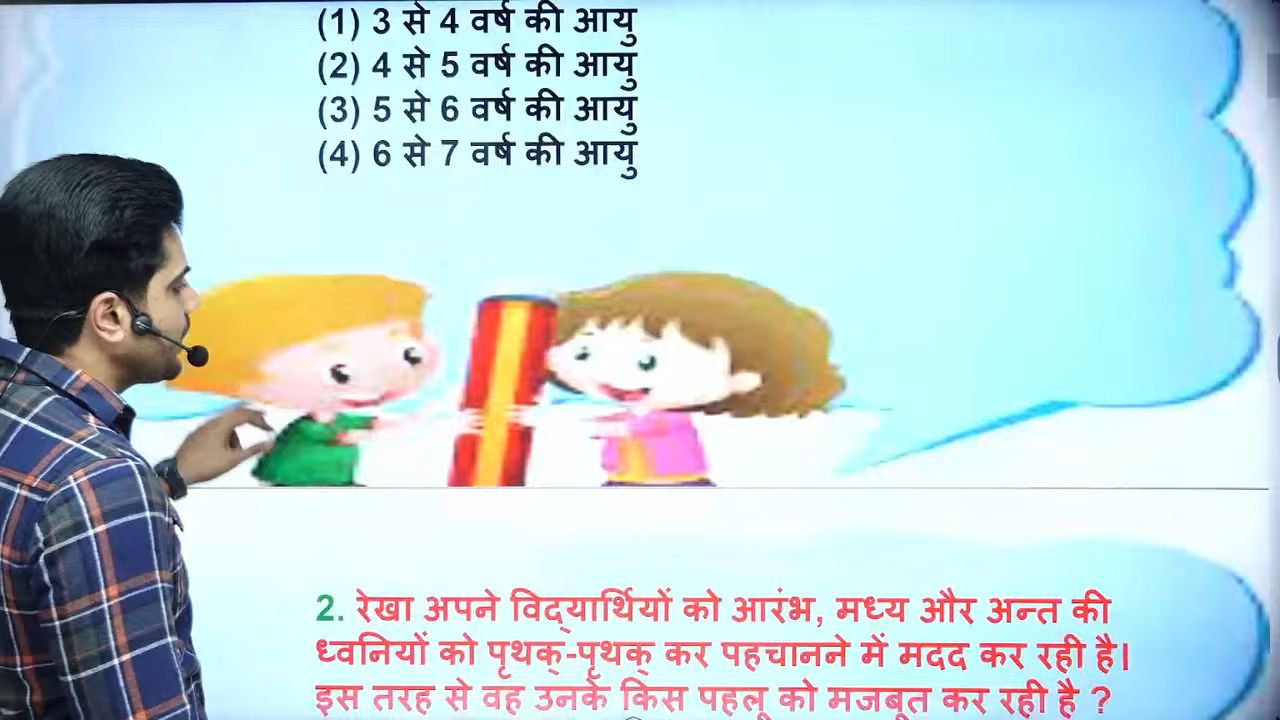 (1) 3 से 4 वर्ष की आयु
(2) 4 से 5 वर्ष की आयु
(3) 5 से 6 वर्ष की आयु
(4) 6 से 7 वर्ष की आयु
2. रेखा अपने विद्यार्थियों को आरंभ, मध्य और अन्त की
ध्वनियों को पृथक्-पृथक् कर पहचानने में मदद कर रही है।
इस तरह से वह उनके किस पहलू को मजबूत कर रही है ?